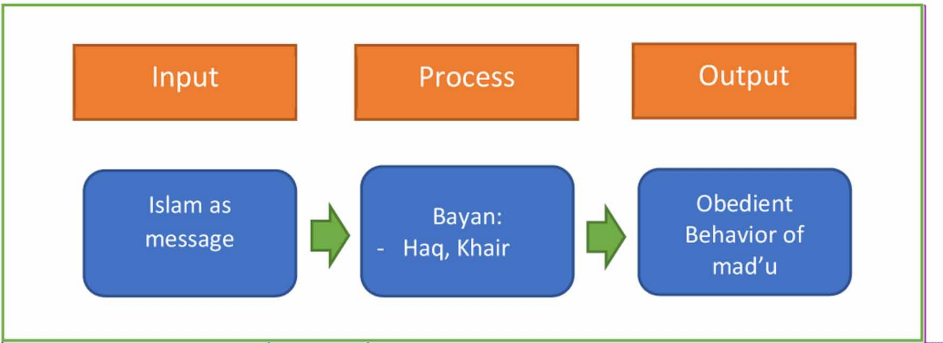 Input
Process
Output
Islam as
message
Bayan:
- Haq, Khair
Obedient
Behavior of
mad’u